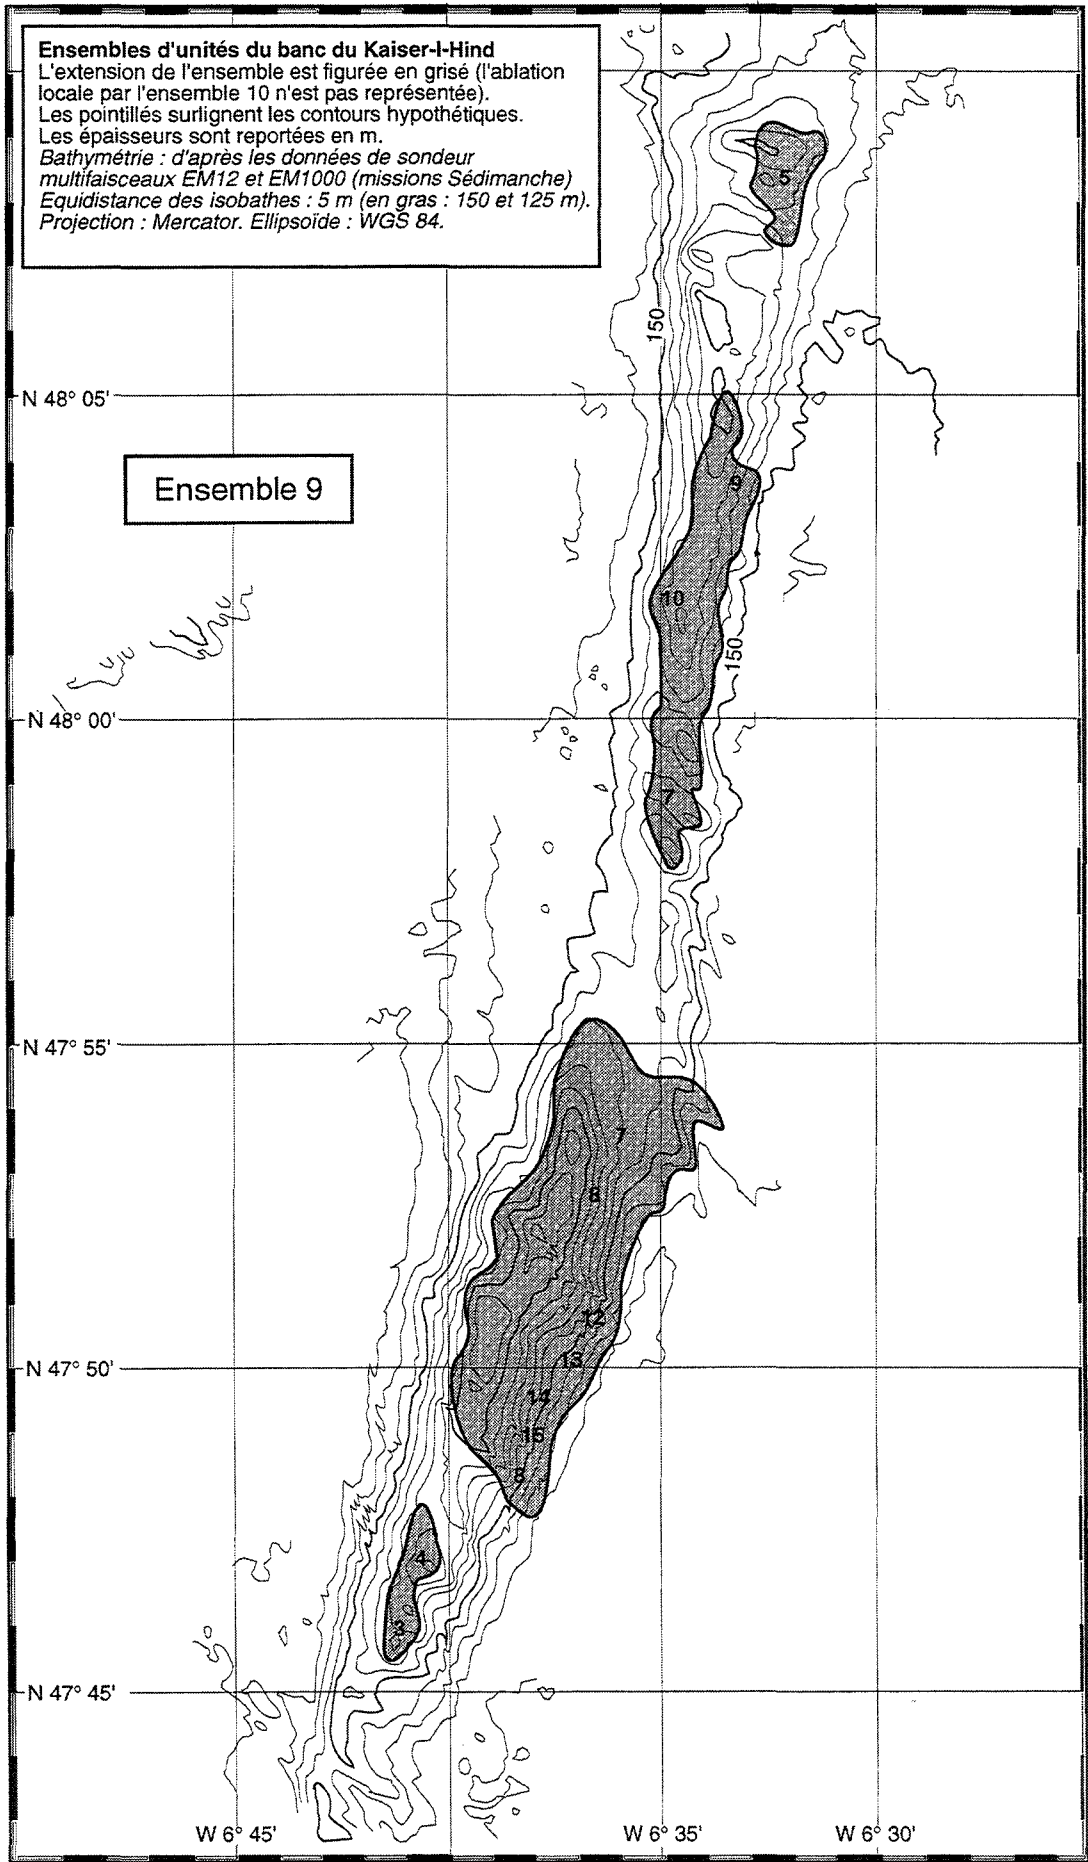 Ensembles d'unités du banc du Kaiser-I-Hind
L'extension de l'ensemble est figurée en grisé (l'ablation
locale par l'ensemble 10 n'est pas représentée).
Les pointillés surlignent les contours hypothétiques.
Les épaisseurs sont reportées en m.
Bathymétrie : d'après les données de sondeur
multifaisceaux EM12 et EM1000 (missions Sédimanche)
Equidistance des isobathes : 5 m (en gras : 150 et 125 m).
Projection : Mercator. Ellipsoïde : WGS 84.
5
150
N 48° 05'
Ensemble 9
9
10
150
N 48° 00'
7
N 47° 55'
7
8
12
N 47° 50'
13
14
15
8
4
3
N 47° 45'
W 6° 45'
W 6° 35'
W 6° 30'